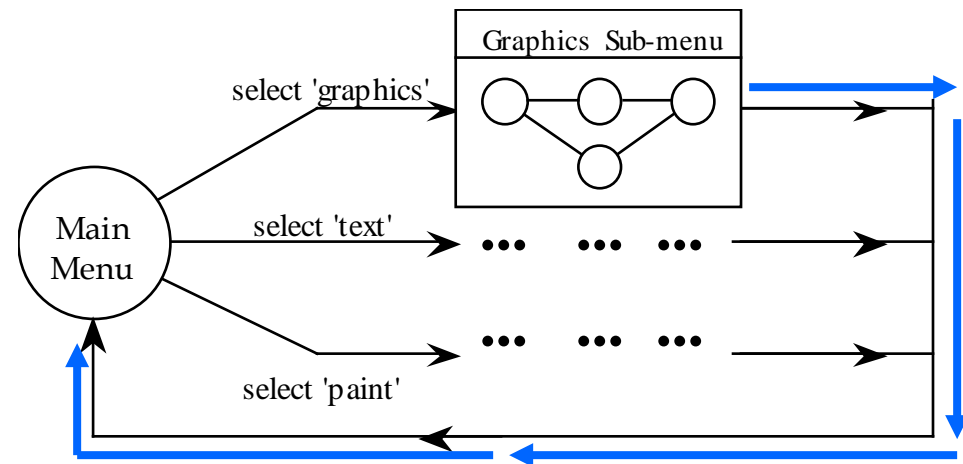 Graphics Sub-menu
select 'graphics'
Main
Menu
select 'text'
select 'paint'